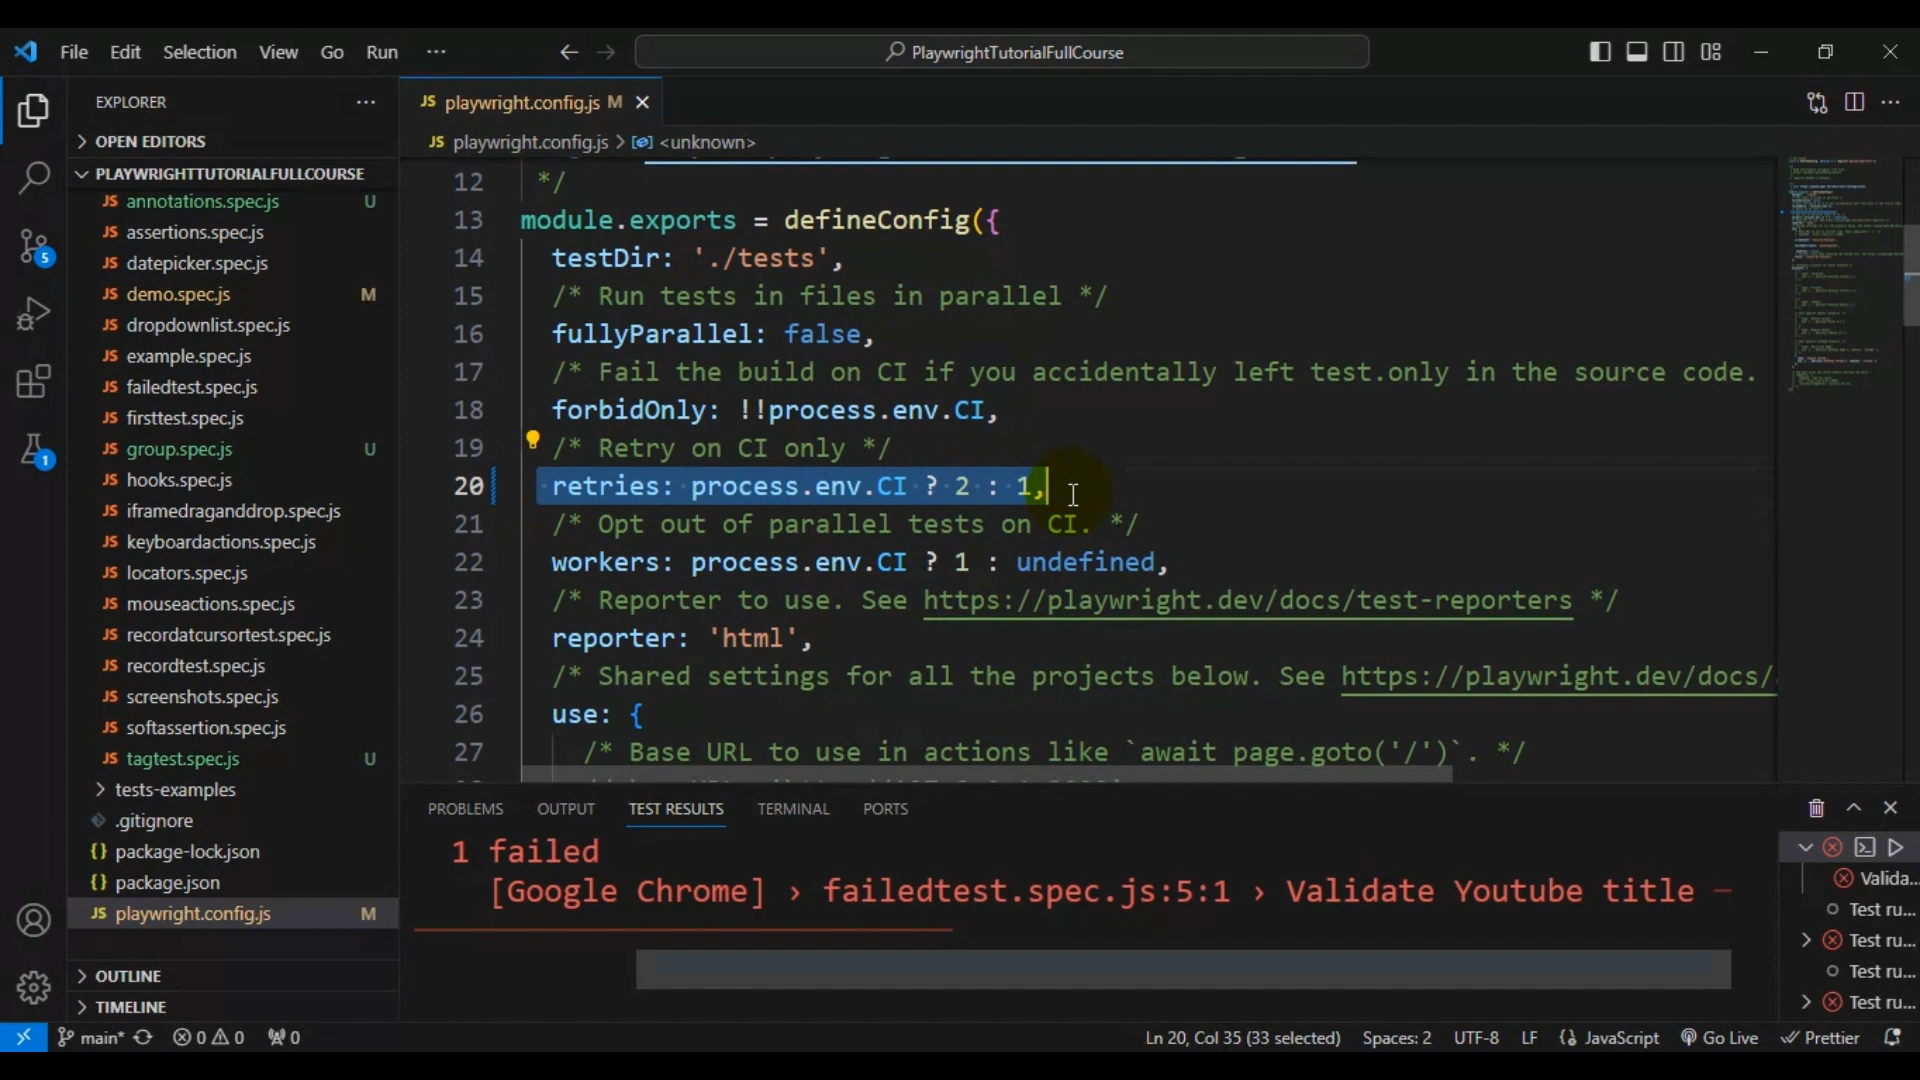 File Edit Selection View Go Run ···
PlaywrightTutorialFullCourse
EXPLORER
OPEN EDITORS
PLAYWRIGHTTUTORIALFULLCOURSE
JS annotations.spec.js U
JS assertions.spec.js
JS datepicker.spec.js
JS demo.spec.js M
JS dropdownlist.spec.js
JS example.spec.js
JS failedtest.spec.js
JS firsttest.spec.js
JS group.spec.js U
JS hooks.spec.js
JS iframedraganddrop.spec.js
JS keyboardactions.spec.js
JS locators.spec.js
JS mouseactions.spec.js
JS recordatcursortest.spec.js
JS recordtest.spec.js
JS screenshots.spec.js
JS softassertion.spec.js
JS tagtest.spec.js U
tests-examples
.gitignore
{} package-lock.json
{} package.json
JS playwright.config.js M
OUTLINE
TIMELINE
5
1
JS playwright.config.js M
JS playwright.config.js > <unknown>
12 */
13 module.exports = defineConfig({
14 testDir: './tests',
15 /* Run tests in files in parallel */
16 fullyParallel: false,
17 /* Fail the build on CI if you accidentally left test.only in the source code.
18 forbidOnly: !!process.env.CI,
19 /* Retry on CI only */
20 retries: process.env.CI ? 2 : 1,
21 /* Opt out of parallel tests on CI. */
22 workers: process.env.CI ? 1 : undefined,
23 /* Reporter to use. See https://playwright.dev/docs/test-reporters */
24 reporter: 'html',
25 /* Shared settings for all the projects below. See https://playwright.dev/docs/
26 use: {
27 /* Base URL to use in actions like `await page.goto('/')`. */
PROBLEMS OUTPUT TEST RESULTS TERMINAL PORTS
1 failed
[Google Chrome] › failedtest.spec.js:5:1 › Validate Youtube title
Valida...
Test ru...
Test ru...
Test ru...
Test ru...
main* 0 0 0
Ln 20, Col 35 (33 selected) Spaces: 2 UTF-8 LF JavaScript Go Live Prettier